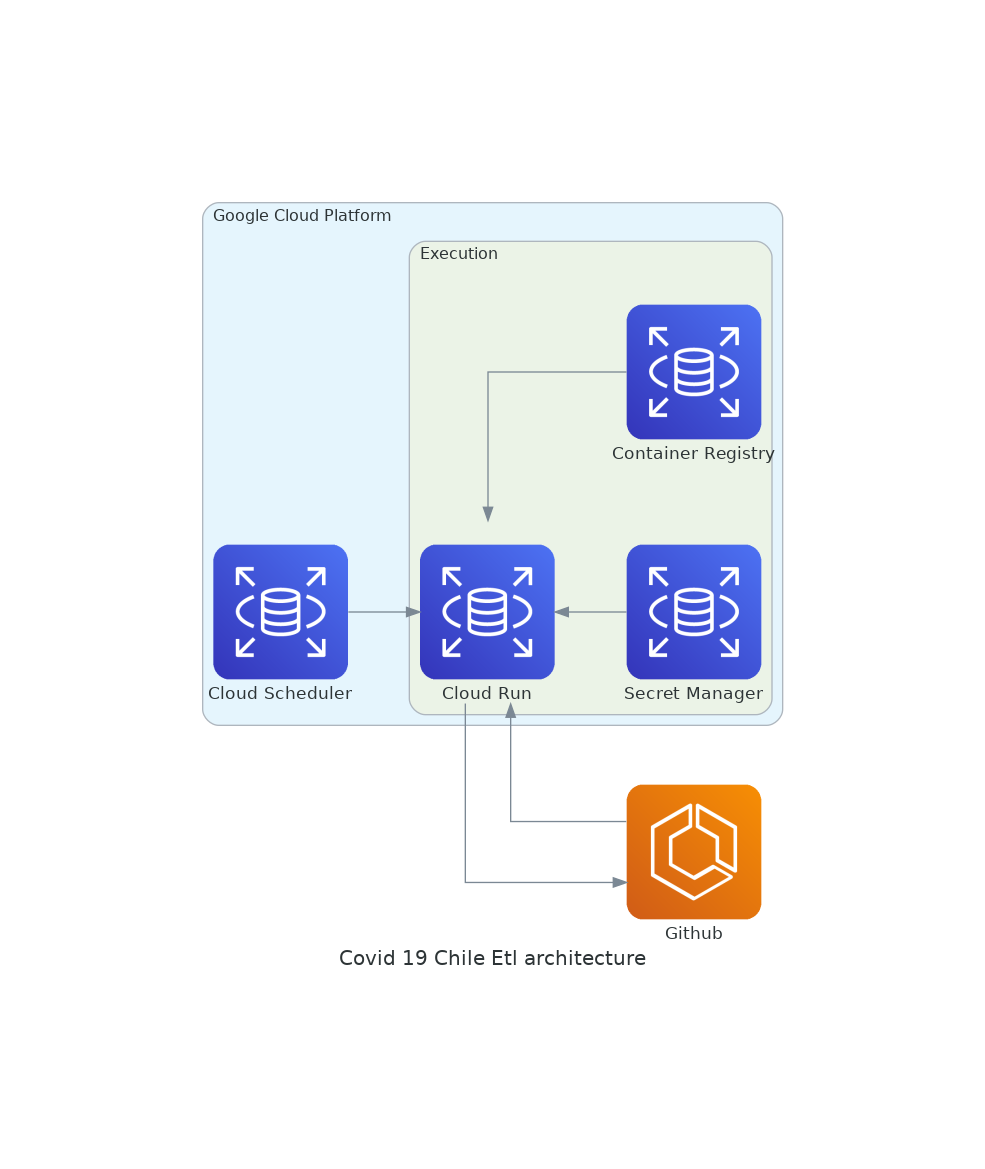 Google Cloud Platform
Execution
Container Registry
Cloud Scheduler
Cloud Run
Secret Manager
Github
Covid 19 Chile Etl architecture